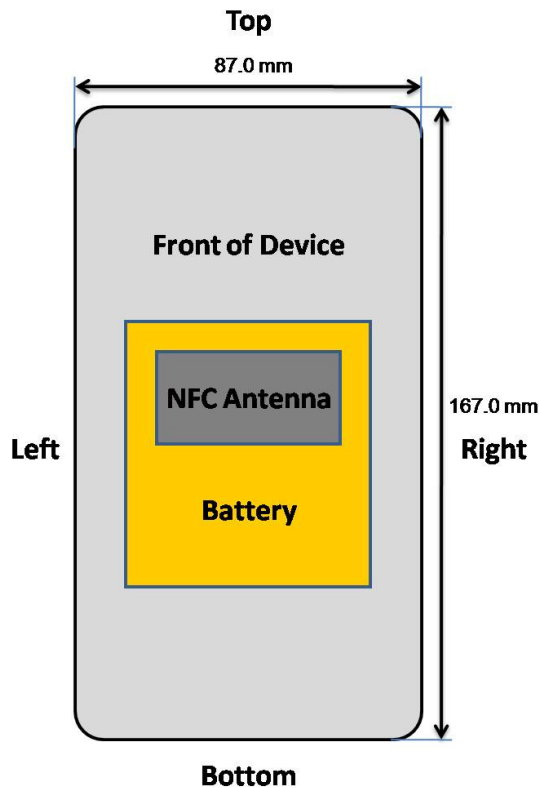 Top
87.0 mm
Front of Device
NFC Antenna
167.0 mm
Left
Right
Battery
Bottom